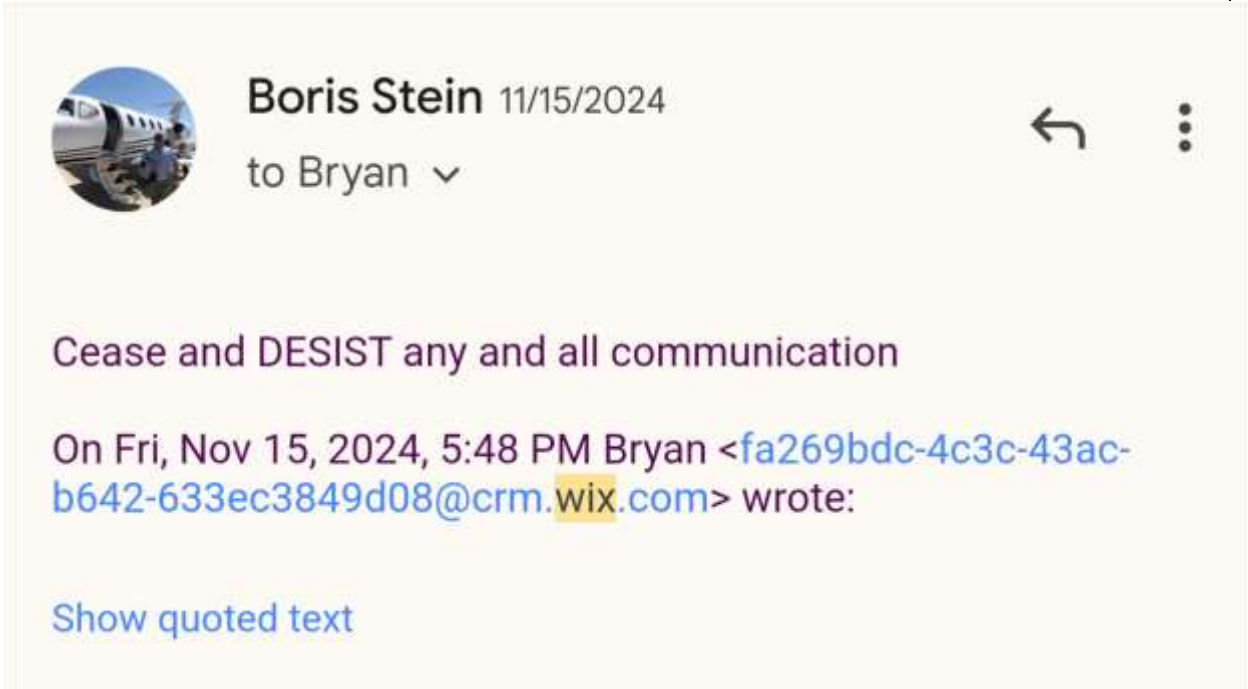 Boris Stein 11/15/2024
to Bryan
Cease and DESIST any and all communication
On Fri, Nov 15, 2024, 5:48 PM Bryan <fa269bdc-4c3c-43ac-
b642-633ec3849d08@crm.wix.com> wrote:
Show quoted text